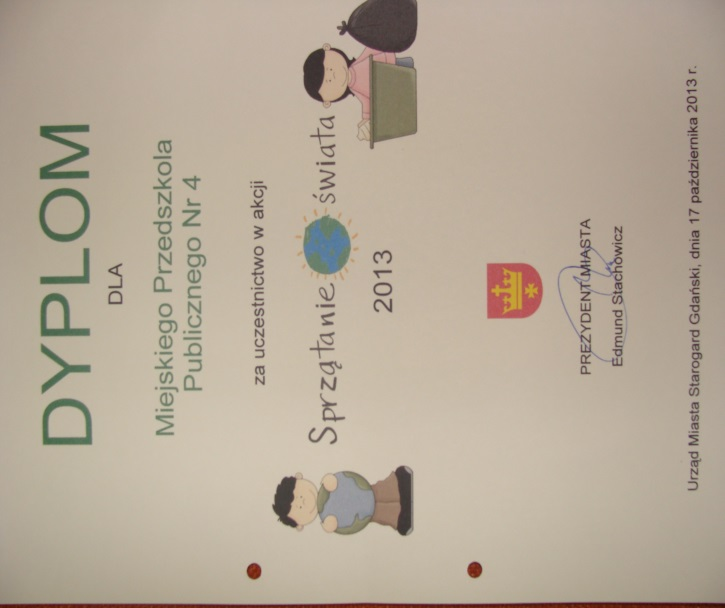 DYPLOM
DLA
Miejskiego Przedszkola
Publicznego Nr 4
za uczestnictwo w akcji
Sprzątanie świata
2013
PREZYDENT MIASTA
Edmund Stachowicz
Urząd Miasta Starogard Gdański, dnia 17 października 2013 r.